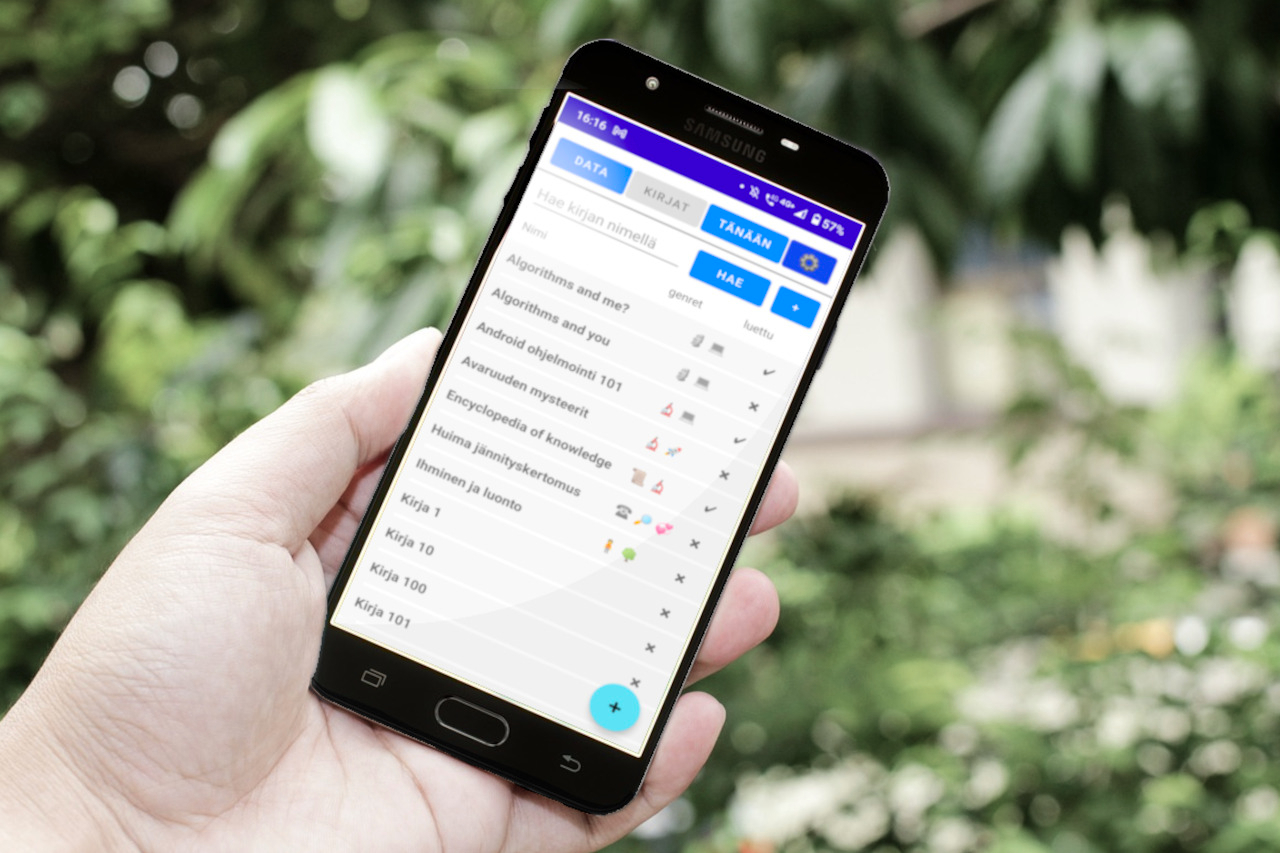 SAMSUNG
16:16 4G 4G+ 57%
DATA KIRJAT TÄNÄÄN
Hae kirjan nimellä HAE +
Nimi genret luettu
Algorithms and me?
Algorithms and you
Android ohjelmointi 101
Avaruuden mysteerit
Encyclopedia of knowledge
Huima jännityskertomus
Ihminen ja luonto
Kirja 1
Kirja 10
Kirja 100
Kirja 101
+